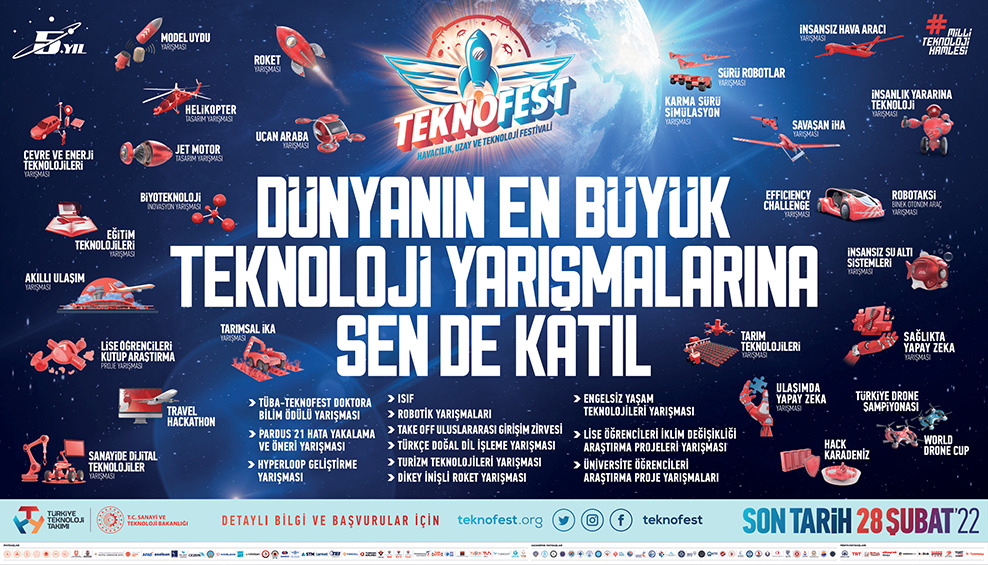 5.YIL
MODEL UYDU
YARIŞMASI
ROKET
YARIŞMASI
TEKNOFEST
HAVACILIK, UZAY VE TEKNOLOJİ FESTİVALİ
İNSANSIZ HAVA ARACI
YARIŞMASI
#MİLLİ
TEKNOLOJİ
HAMLESİ
HELİKOPTER
TASARIM YARIŞMASI
UÇAN ARABA
YARIŞMASI
SÜRÜ ROBOTLAR
YARIŞMASI
KARMA SÜRÜ
SİMÜLASYON
YARIŞMASI
SAVAŞAN İHA
YARIŞMASI
İNSANLIK YARARINA
TEKNOLOJİ
YARIŞMASI
ÇEVRE VE ENERJİ
TEKNOLOJİLERİ
YARIŞMASI
JET MOTOR
TASARIM YARIŞMASI
BİYOTEKNOLOJİ
İNOVASYON YARIŞMASI
EFFICIENCY
CHALLENGE
YARIŞMASI
ROBOTAKSİ
BİNEK OTONOM ARAÇ
YARIŞMASI
EĞİTİM
TEKNOLOJİLERİ
YARIŞMASI
İNSANSIZ SU ALTI
SİSTEMLERİ
YARIŞMASI
DÜNYANIN EN BÜYÜK
TEKNOLOJİ YARIŞMALARINA
SEN DE KATIL
AKILLI ULAŞIM
YARIŞMASI
LİSE ÖĞRENCİLERİ
KUTUP ARAŞTIRMA
PROJE YARIŞMASI
TARIMSAL İKA
YARIŞMASI
TARIM
TEKNOLOJİLERİ
YARIŞMASI
SAĞLIKTA
YAPAY ZEKA
YARIŞMASI
TRAVEL
HACKATHON
SANAYİDE DİJİTAL
TEKNOLOJİLER
YARIŞMASI
ULAŞIMDA
YAPAY ZEKA
YARIŞMASI
TÜRKİYE DRONE
ŞAMPİYONASI
WORLD
DRONE CUP
HACK
KARADENİZ
> TÜBA-TEKNOFEST DOKTORA
BİLİM ÖDÜLÜ YARIŞMASI
> PARDUS '21 HATA YAKALAMA
VE ÖNERİ YARIŞMASI
> HYPERLOOP GELİŞTİRME
YARIŞMASI
> ISIF
> ROBOTİK YARIŞMALARI
> TAKE OFF ULUSLARARASI GİRİŞİM ZİRVESİ
> TÜRKÇE DOĞAL DİL İŞLEME YARIŞMASI
> TURİZM TEKNOLOJİLERİ YARIŞMASI
> DİKEY İNİŞLİ ROKET YARIŞMASI
> ENGELSİZ YAŞAM
TEKNOLOJİLERİ YARIŞMASI
> LİSE ÖĞRENCİLERİ İKLİM DEĞİŞİKLİĞİ
ARAŞTIRMA PROJELERİ YARIŞMASI
> ÜNİVERSİTE ÖĞRENCİLERİ
ARAŞTIRMA PROJE YARIŞMALARI
TÜRKİYE TEKNOLOJİ
TAKIMI
T.C. SANAYİ VE
TEKNOLOJİ BAKANLIĞI
DETAYLI BİLGİ VE BAŞVURULAR İÇİN
teknofest.org
teknofest
SON TARİH 28 ŞUBAT'22